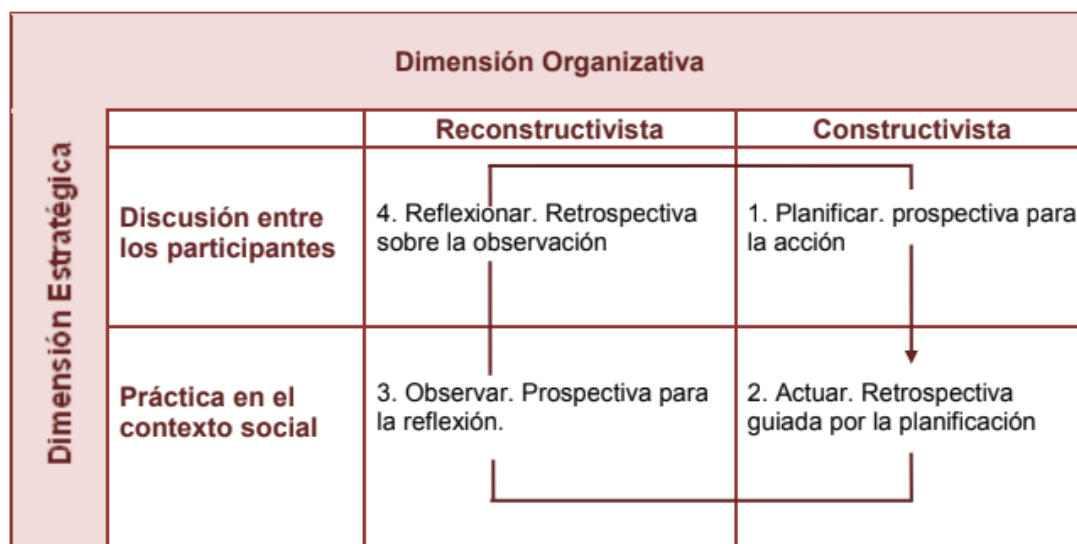 Dimensión Organizativa
Dimensión Estratégica
Reconstructivista
Constructivista
Discusión entre
los participantes
4. Reflexionar. Retrospectiva
sobre la observación
1. Planificar. prospectiva para
la acción
Práctica en el
contexto social
3. Observar. Prospectiva para
la reflexión.
2. Actuar. Retrospectiva
guiada por la planificación